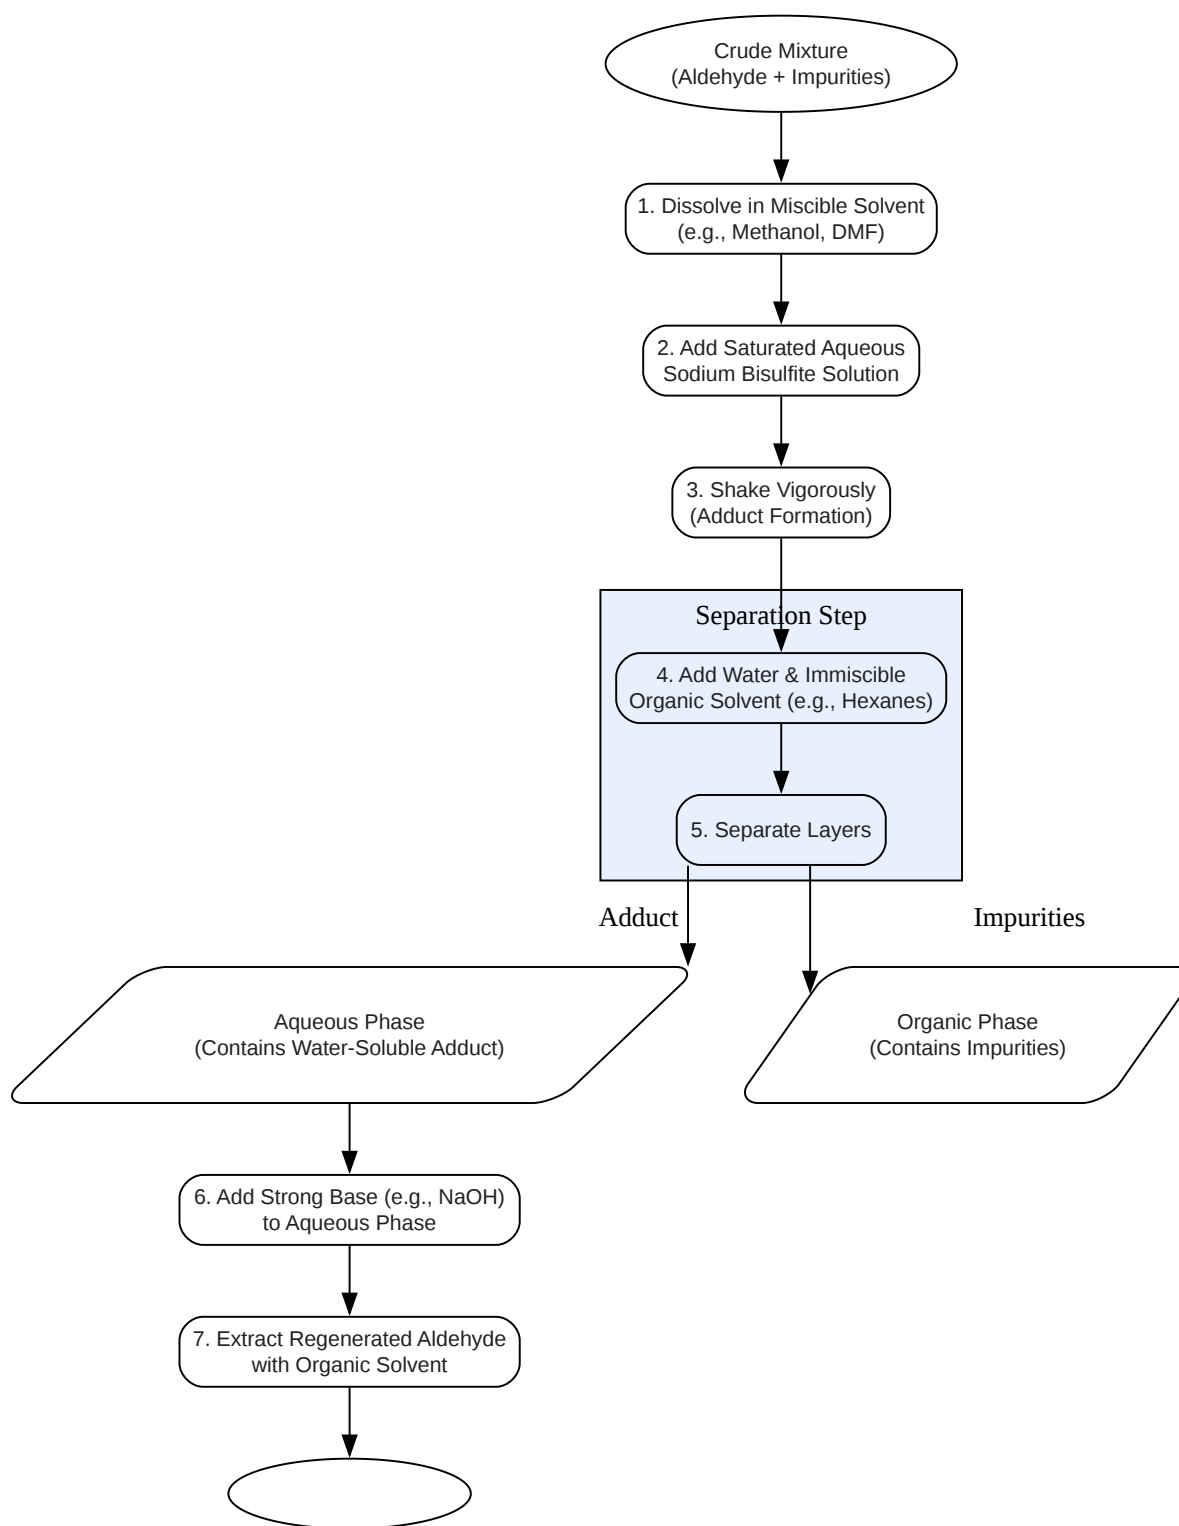 Crude Mixture
(Aldehyde + Impurities)
1. Dissolve in Miscible Solvent
(e.g., Methanol, DMF)
2. Add Saturated Aqueous
Sodium Bisulfite Solution
3. Shake Vigorously
(Adduct Formation)
Separation Step
4. Add Water & Immiscible
Organic Solvent (e.g., Hexanes)
5. Separate Layers
Adduct
Impurities
Aqueous Phase
(Contains Water-Soluble Adduct)
Organic Phase
(Contains Impurities)
6. Add Strong Base (e.g., NaOH)
to Aqueous Phase
7. Extract Regenerated Aldehyde
with Organic Solvent